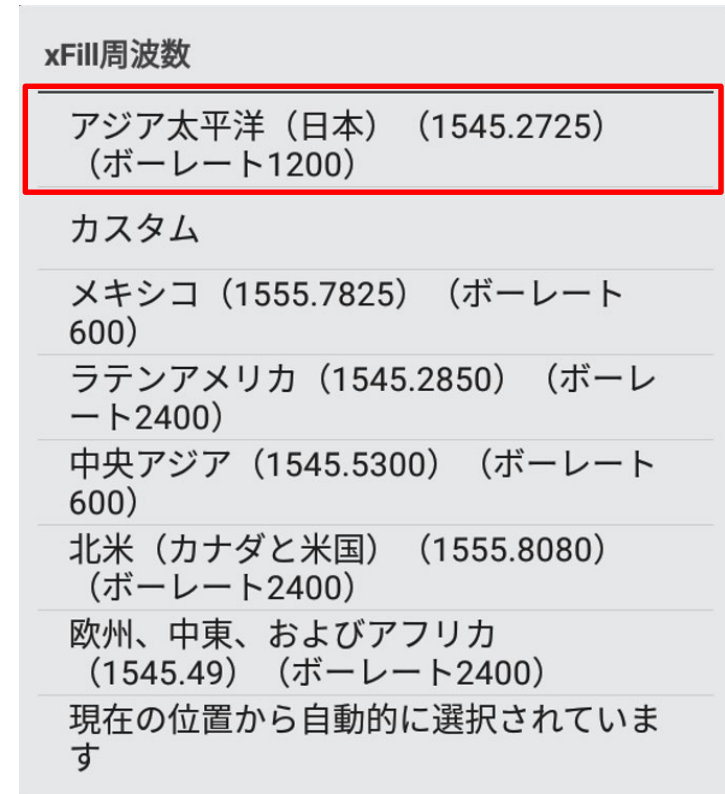 xFill周波数
アジア太平洋（日本）（1545.2725）
（ボーレート1200）
カスタム
メキシコ（1555.7825）（ボーレート
600）
ラテンアメリカ（1545.2850）（ボーレ
ート2400）
中央アジア（1545.5300）（ボーレート
600）
北米（カナダと米国）（1555.8080）
（ボーレート2400）
欧州、中東、およびアフリカ
（1545.49）（ボーレート2400）
現在の位置から自動的に選択されていま
す